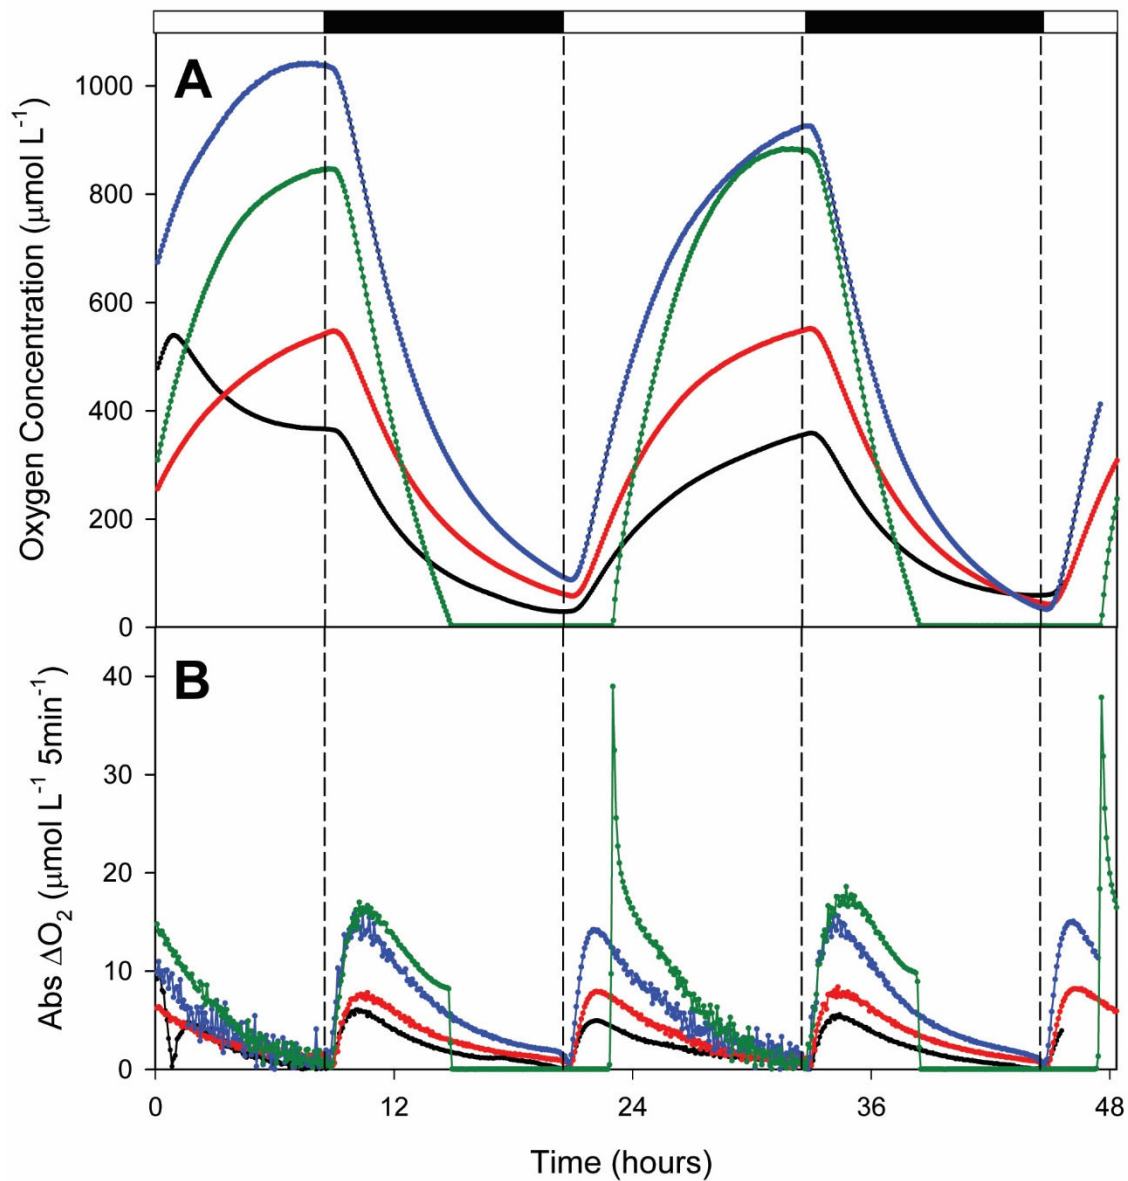 A
1000
800
600
400
200
0
Oxygen Concentration (μmol L⁻¹)
B
40
30
20
10
0
Abs ΔO₂ (μmol L⁻¹ 5min⁻¹)
0 12 24 36 48
Time (hours)